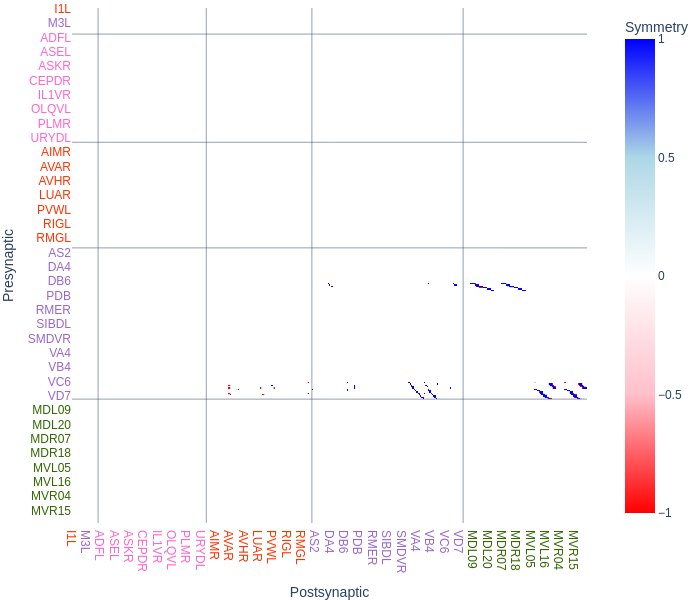 Symmetry
1
0.5
0
−0.5
−1
Presynaptic
I1L
M3L
ADFL
ASEL
ASKR
CEPDR
IL1VR
OLQVL
PLMR
URYDL
AIMR
AVAR
AVHR
LUAR
PVWL
RIGL
RMGL
AS2
DA4
DB6
PDB
RMER
SIBDL
SMDVR
VA4
VB4
VC6
VD7
MDL09
MDL20
MDR07
MDR18
MVL05
MVL16
MVR04
MVR15
I1L
M3L
ADFL
ASEL
ASKR
CEPDR
IL1VR
OLQVL
PLMR
URYDL
AIMR
AVAR
AVHR
LUAR
PVWL
RIGL
RMGL
AS2
DA4
DB6
PDB
RMER
SIBDL
SMDVR
VA4
VB4
VC6
VD7
MDL09
MDL20
MDR07
MDR18
MVL05
MVL16
MVR04
MVR15
Postsynaptic